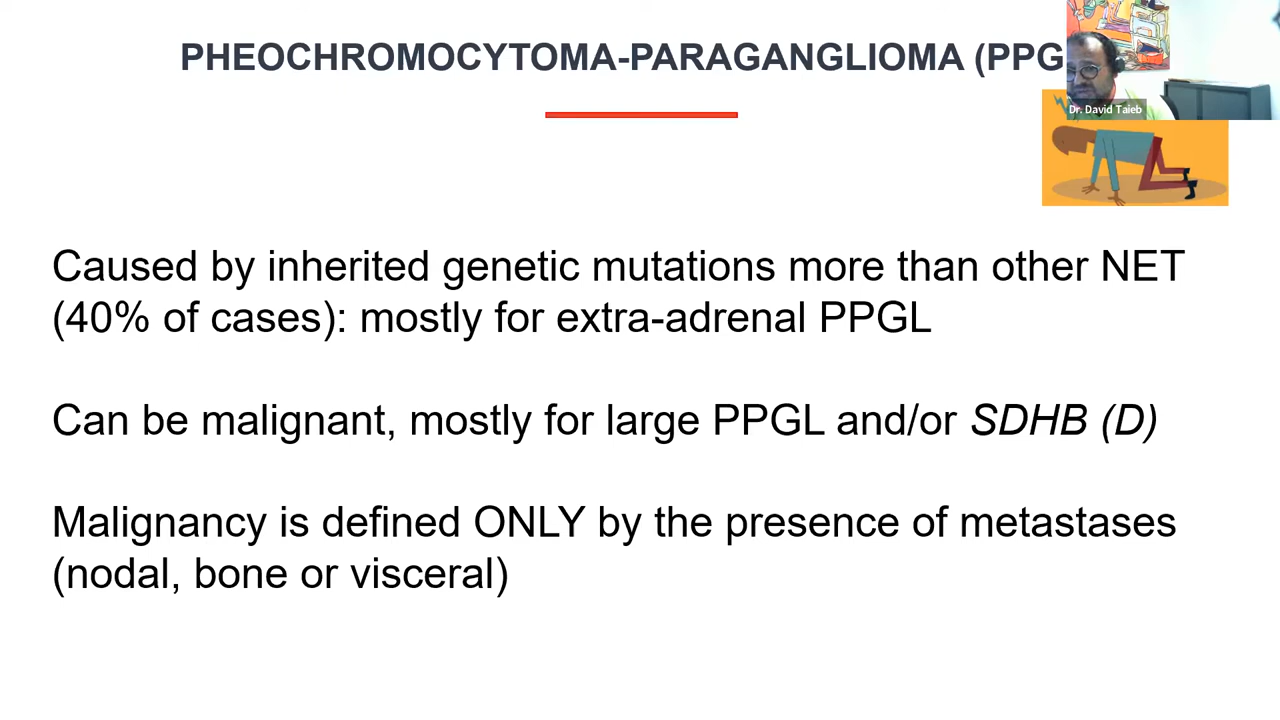 PHEOCHROMOCYTOMA-PARAGANGLIOMA (PPG
Dr. David Taieb
Caused by inherited genetic mutations more than other NET
(40% of cases): mostly for extra-adrenal PPGL
Can be malignant, mostly for large PPGL and/or SDHB (D)
Malignancy is defined ONLY by the presence of metastases
(nodal, bone or visceral)